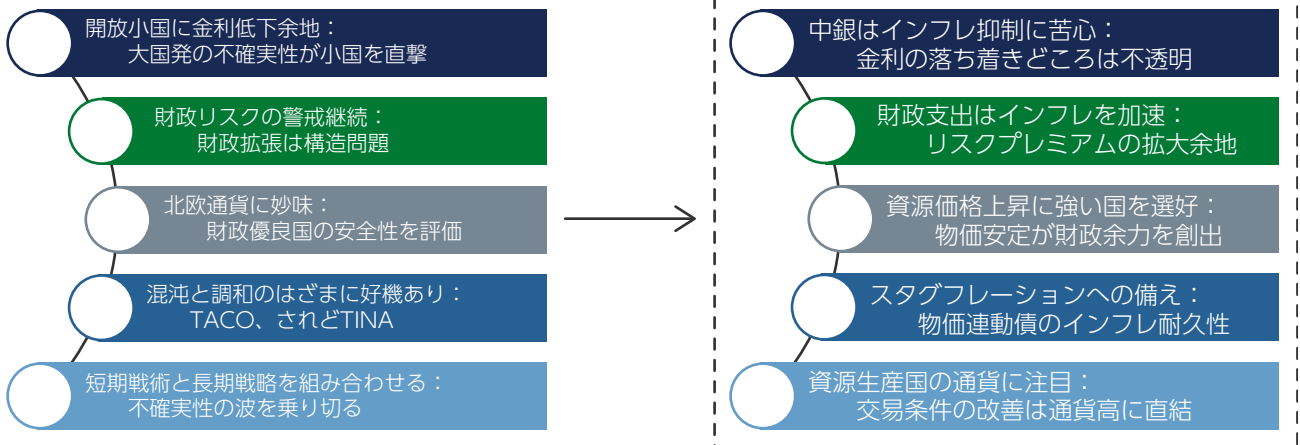 開放小国に金利低下余地：
大国発の不確実性が小国を直撃
財政リスクの警戒継続：
財政拡張は構造問題
北欧通貨に妙味：
財政優良国の安全性を評価
混沌と調和のはざまに好機あり：
TACO、されどTINA
短期戦術と長期戦略を組み合わせる：
不確実性の波を乗り切る
中銀はインフレ抑制に苦心：
金利の落ち着きどころは不透明
財政支出はインフレを加速：
リスクプレミアムの拡大余地
資源価格上昇に強い国を選好：
物価安定が財政余力を創出
スタグフレーションへの備え：
物価連動債のインフレ耐久性
資源生産国の通貨に注目：
交易条件の改善は通貨高に直結